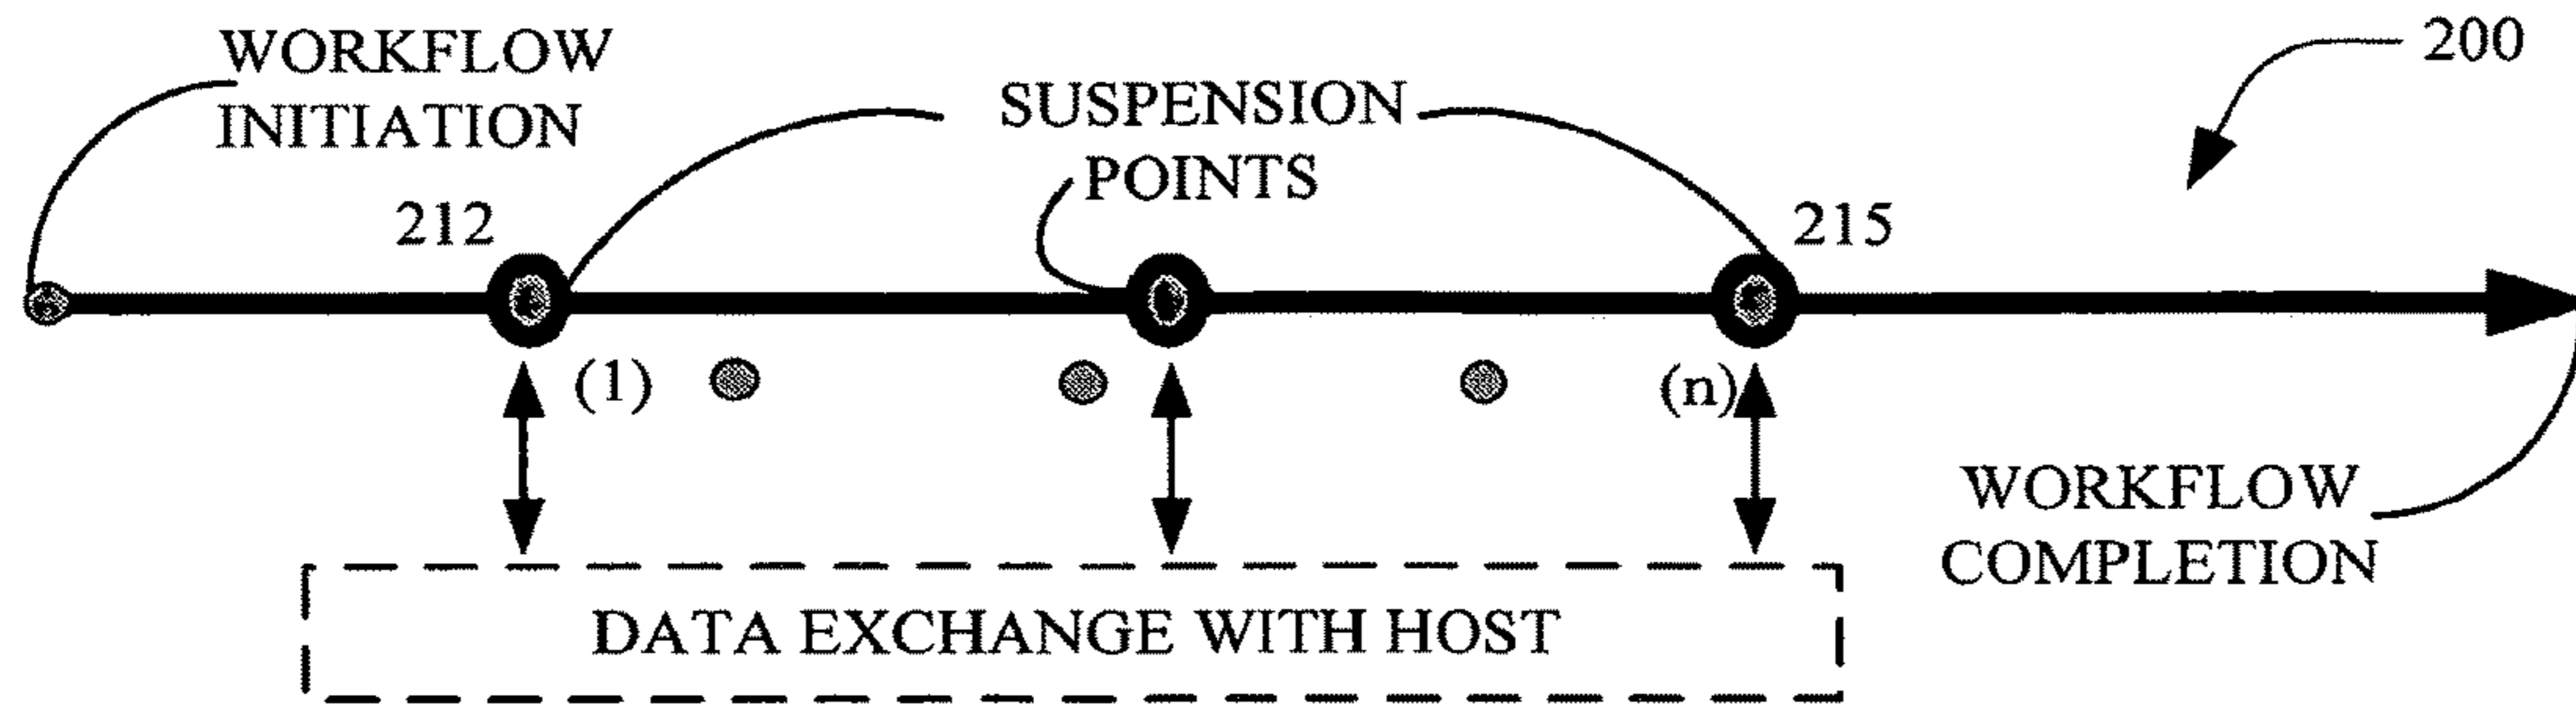 WORKFLOW
INITIATION
SUSPENSION
POINTS
200
212
215
(1)
(n)
WORKFLOW
COMPLETION
DATA EXCHANGE WITH HOST